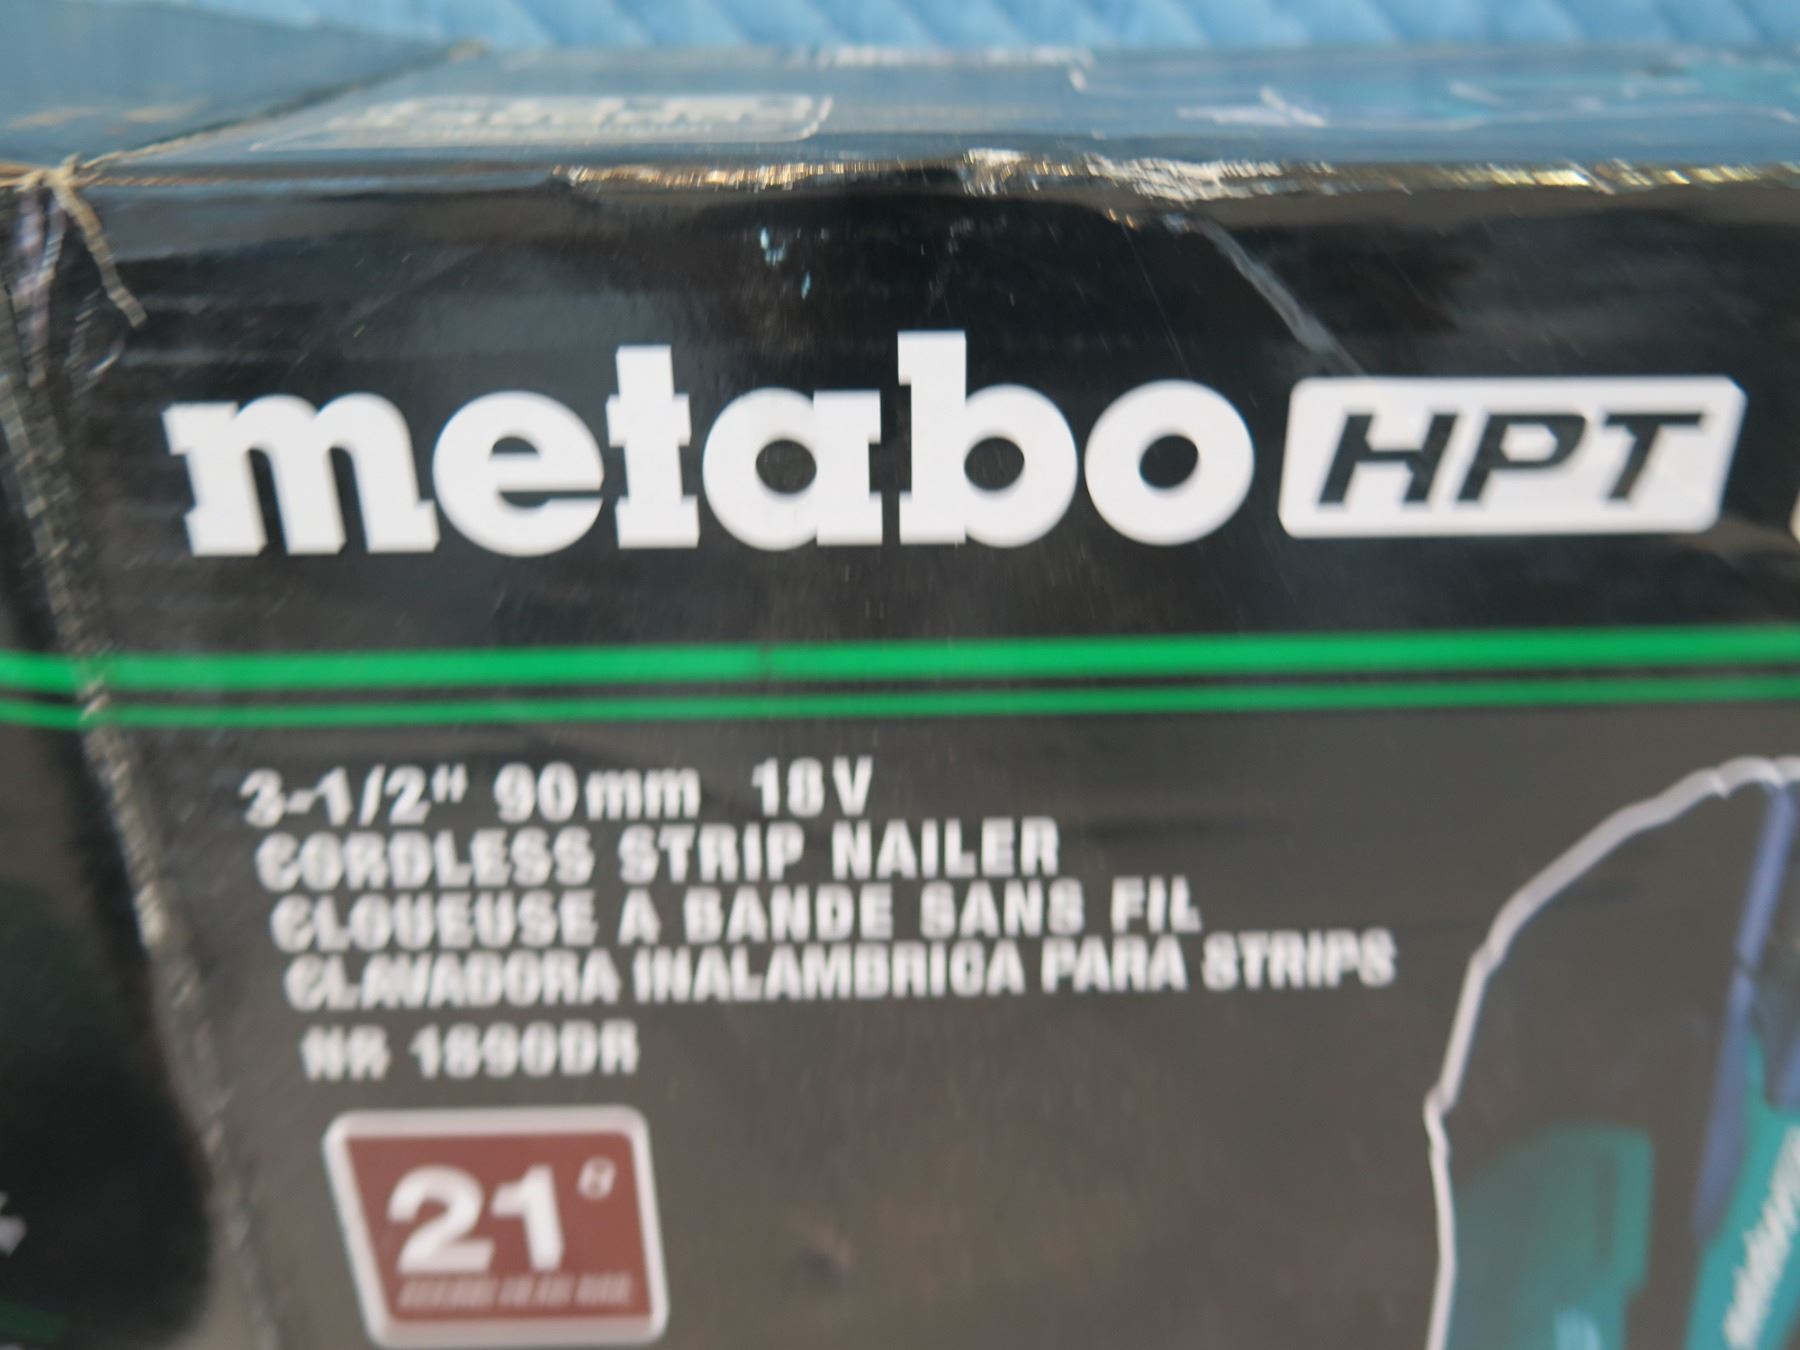 metabo HPT
3-1/2" 90mm 18V
CORDLESS STRIP NAILER
CLOUEUSE A BANDE SANS FIL
CLAVADORA INALAMBRICA PARA STRIPS
NR 1890DR
21°